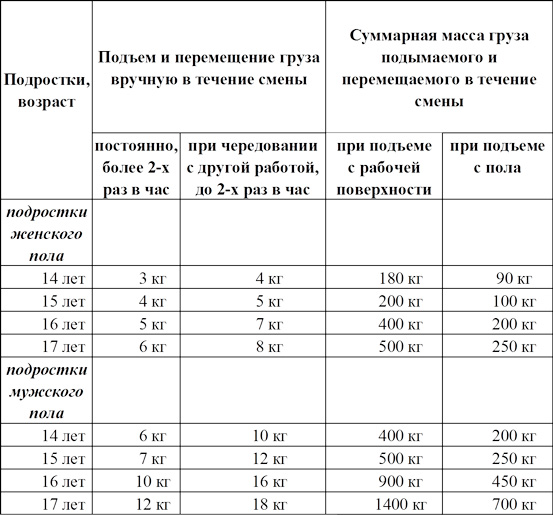 Подростки, возраст
Подъем и перемещение груза
вручную в течение смены
Суммарная масса груза
подымаемого и
перемещаемого в течение
смены
постоянно,
более 2-х
раз в час
при чередовании
с другой работой,
до 2-х раз в час
при подъеме
с рабочей
поверхности
при подъеме
с пола
подростки
женского
пола
14 лет 3 кг 4 кг 180 кг 90 кг
15 лет 4 кг 5 кг 200 кг 100 кг
16 лет 5 кг 7 кг 400 кг 200 кг
17 лет 6 кг 8 кг 500 кг 250 кг
подростки
мужского
пола
14 лет 6 кг 10 кг 400 кг 200 кг
15 лет 7 кг 12 кг 500 кг 250 кг
16 лет 10 кг 16 кг 900 кг 450 кг
17 лет 12 кг 18 кг 1400 кг 700 кг